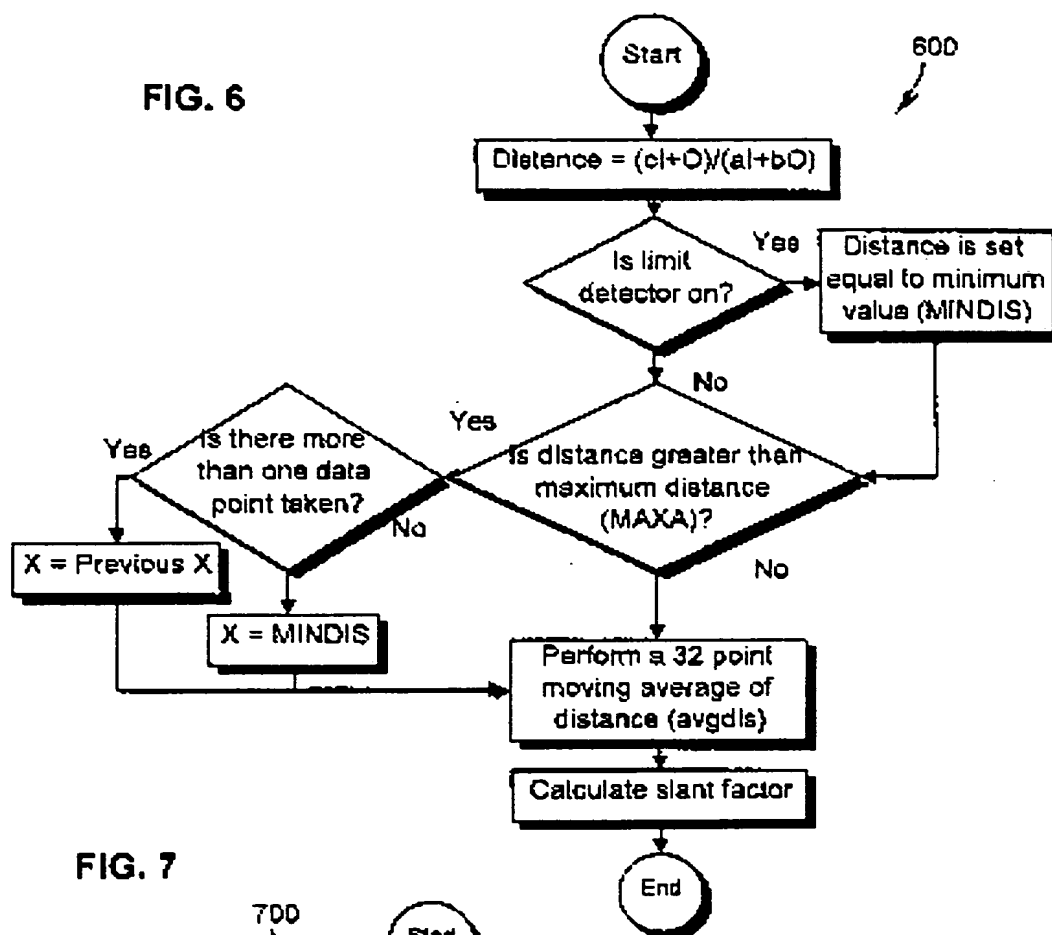 FIG. 6
600
Start
Distance = (cI+O)/(aI+bO)
Is limit
detector on?
Yes
Distance is set
equal to minimum
value (MINDIS)
No
Is distance greater than
maximum distance
(MAXA)?
Yes
No
Is there more
than one data
point taken?
Yes
No
X = Previous X
X = MINDIS
Perform a 32 point
moving average of
distance (avgdis)
Calculate slant factor
End
FIG. 7
700